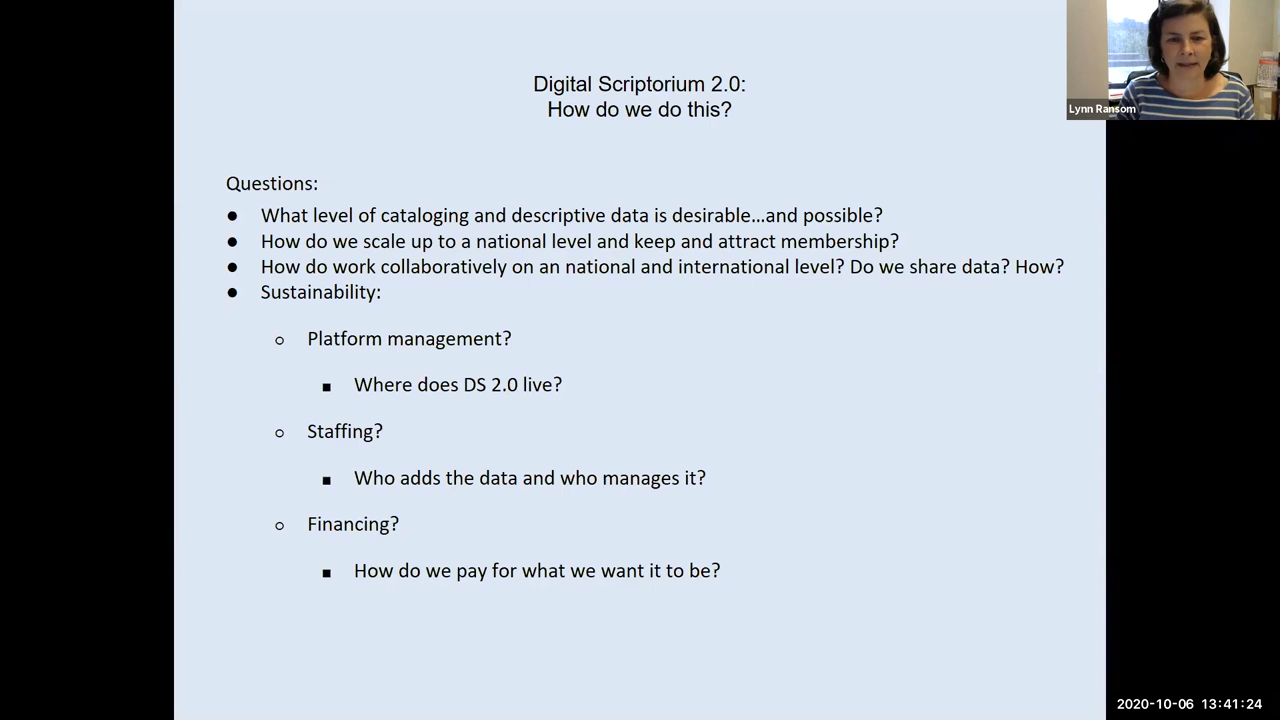 Digital Scriptorium 2.0:
How do we do this?
Lynn Ransom
Questions:
● What level of cataloging and descriptive data is desirable...and possible?
● How do we scale up to a national level and keep and attract membership?
● How do work collaboratively on an national and international level? Do we share data? How?
● Sustainability:
○ Platform management?
■ Where does DS 2.0 live?
○ Staffing?
■ Who adds the data and who manages it?
○ Financing?
■ How do we pay for what we want it to be?
2020-10-06 13:41:24